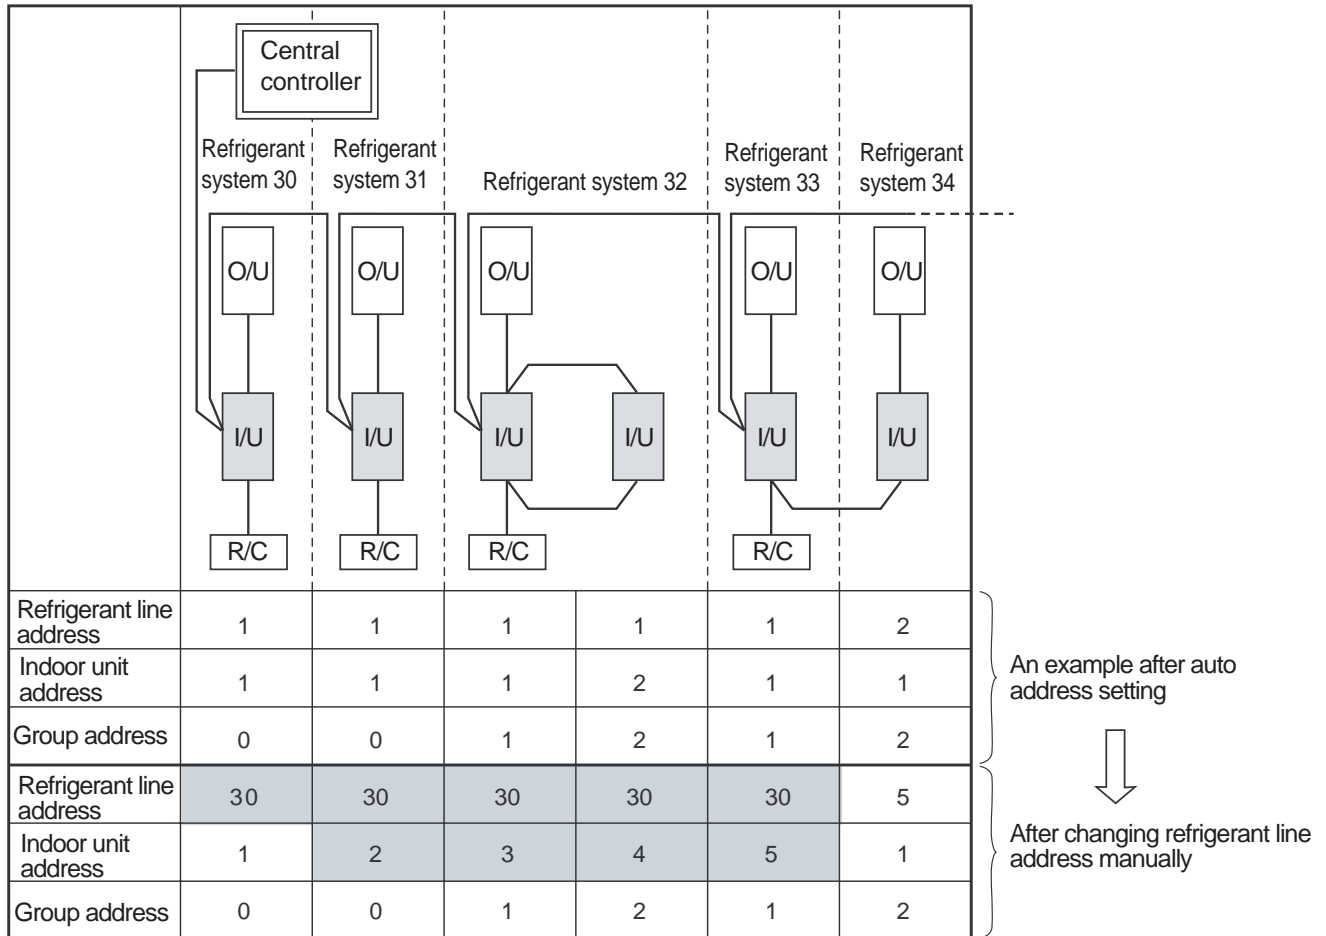 Central
controller
Refrigerant
system 30
Refrigerant
system 31
Refrigerant system 32
Refrigerant
system 33
Refrigerant
system 34
O/U O/U O/U O/U O/U
I/U I/U I/U I/U I/U I/U
R/C R/C R/C R/C
Refrigerant line
address 1 1 1 1 1 2
Indoor unit
address 1 1 1 2 1 1
Group address 0 0 1 2 1 2
An example after auto
address setting
Refrigerant line
address 30 30 30 30 30 5
Indoor unit
address 1 2 3 4 5 1
Group address 0 0 1 2 1 2
After changing refrigerant line
address manually